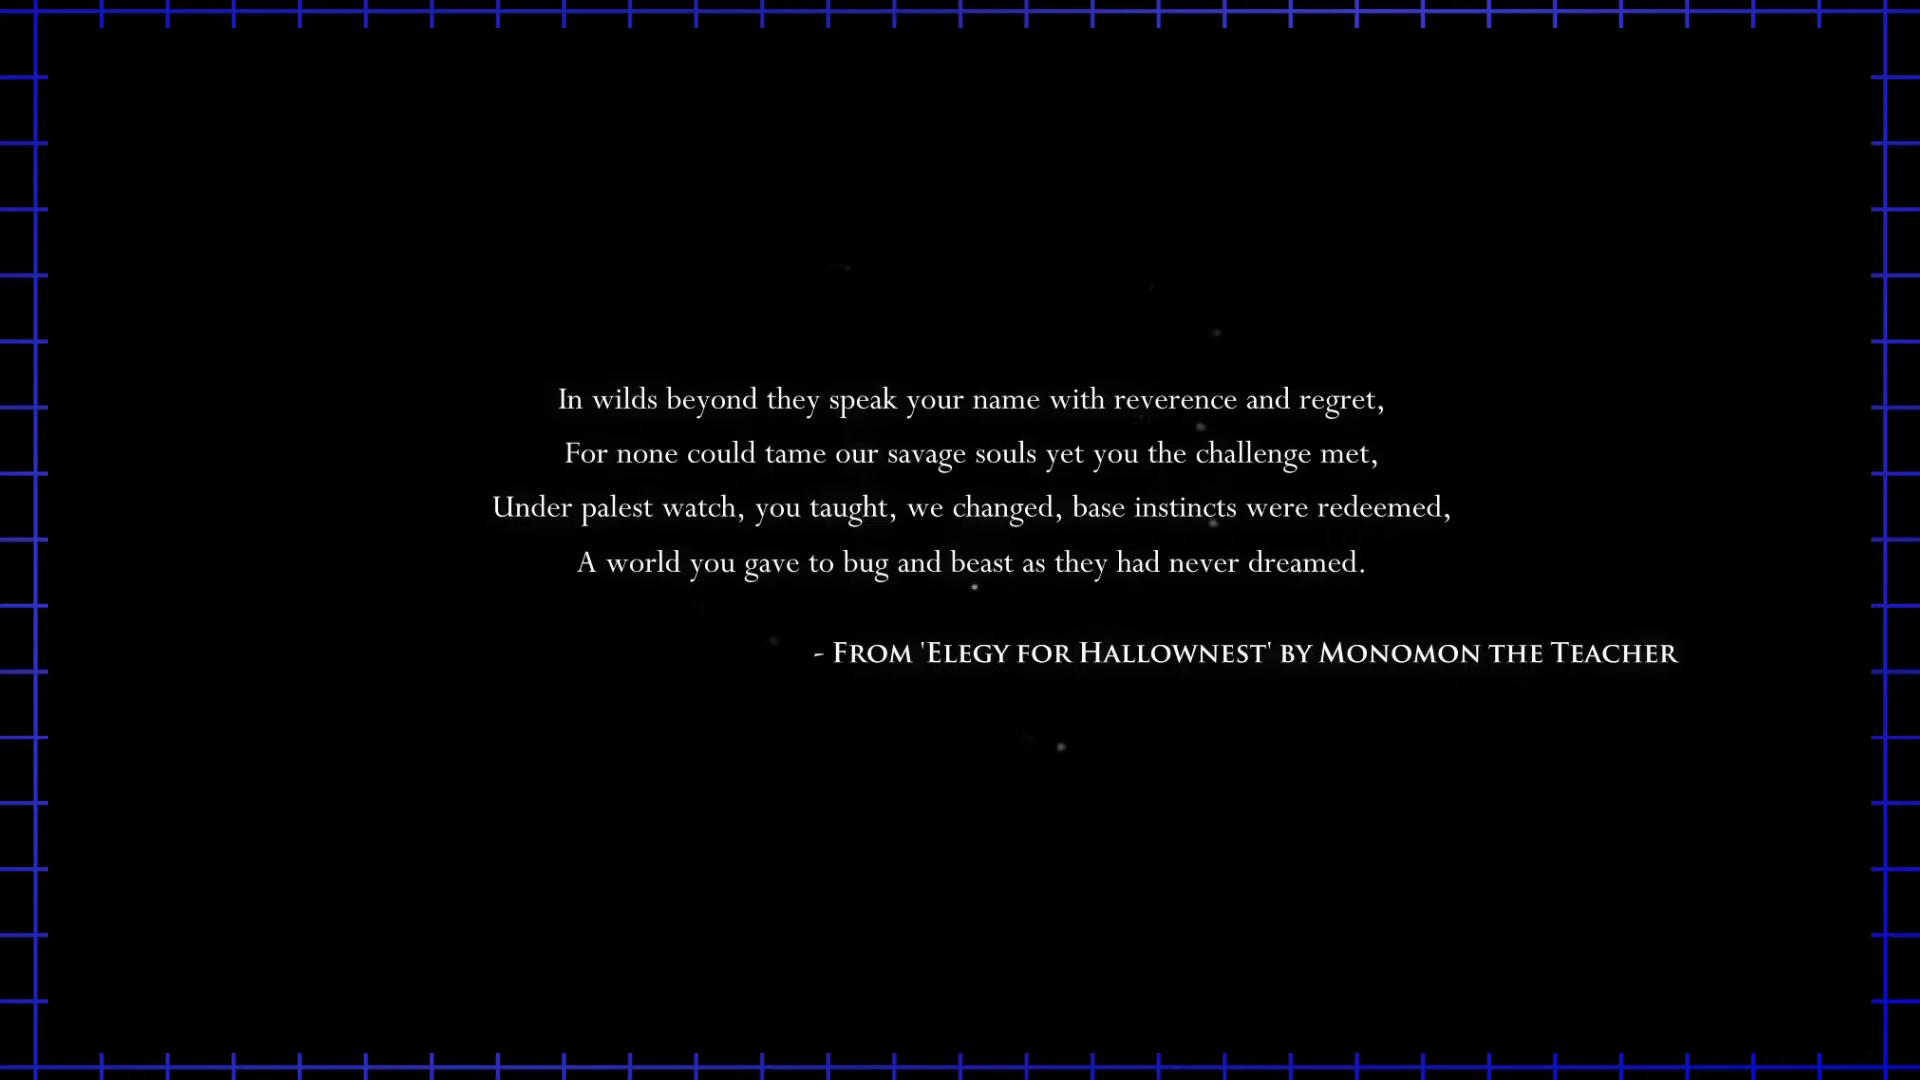 In wilds beyond they speak your name with reverence and regret,
For none could tame our savage souls yet you the challenge met,
Under palest watch, you taught, we changed, base instincts were redeemed,
A world you gave to bug and beast as they had never dreamed.
- From 'Elegy for Hallownest' by Monomon the Teacher